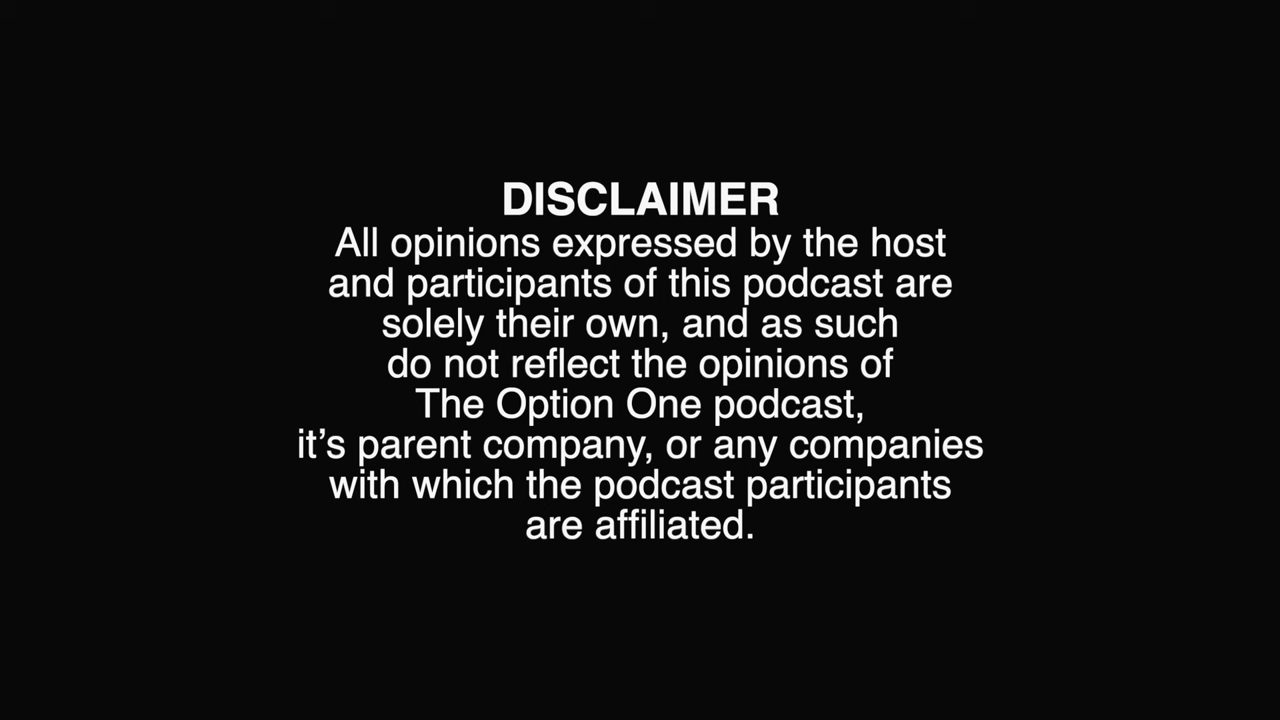 DISCLAIMER
All opinions expressed by the host
and participants of this podcast are
solely their own, and as such
do not reflect the opinions of
The Option One podcast,
it’s parent company, or any companies
with which the podcast participants
are affiliated.